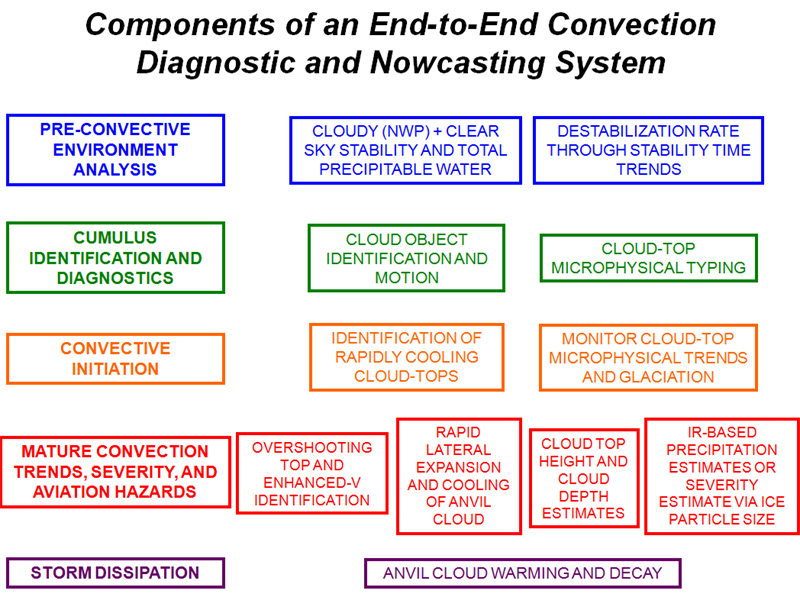 Components of an End-to-End Convection
Diagnostic and Nowcasting System
PRE-CONVECTIVE
ENVIRONMENT
ANALYSIS
CLOUDY (NWP) + CLEAR
SKY STABILITY AND TOTAL
PRECIPITABLE WATER
DESTABILIZATION RATE
THROUGH STABILITY TIME
TRENDS
CUMULUS
IDENTIFICATION AND
DIAGNOSTICS
CLOUD OBJECT
IDENTIFICATION AND
MOTION
CLOUD-TOP
MICROPHYSICAL TYPING
CONVECTIVE
INITIATION
IDENTIFICATION OF
RAPIDLY COOLING
CLOUD-TOPS
MONITOR CLOUD-TOP
MICROPHYSICAL TRENDS
AND GLACIATION
MATURE CONVECTION
TRENDS, SEVERITY, AND
AVIATION HAZARDS
OVERSHOOTING
TOP AND
ENHANCED-V
IDENTIFICATION
RAPID
LATERAL
EXPANSION
AND COOLING
OF ANVIL
CLOUD
CLOUD TOP
HEIGHT AND
CLOUD
DEPTH
ESTIMATES
IR-BASED
PRECIPITATION
ESTIMATES OR
SEVERITY
ESTIMATE VIA ICE
PARTICLE SIZE
STORM DISSIPATION
ANVIL CLOUD WARMING AND DECAY